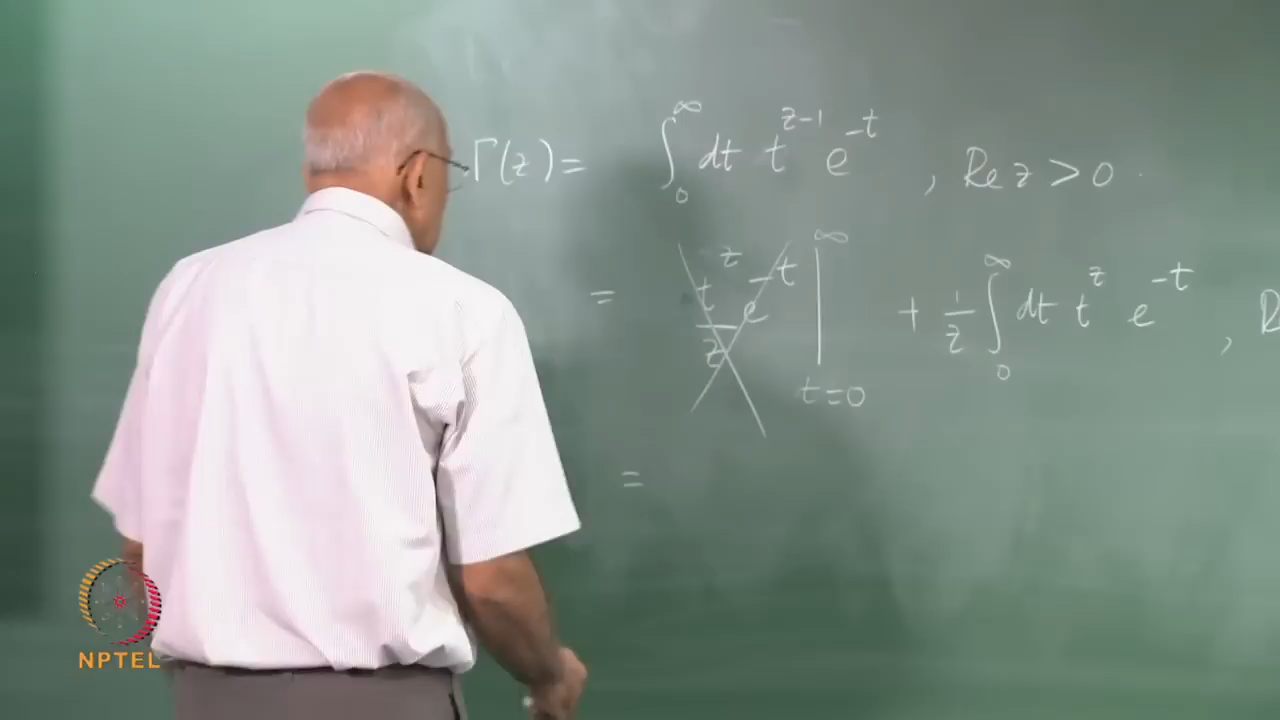 Γ(z) = ∫₀^∞ dt t^{z-1} e^{-t} , Re z > 0 .
= t^z/z e^{-t} |_{t=0}^∞ + 1/z ∫₀^∞ dt t^z e^{-t} ,
=
NPTEL